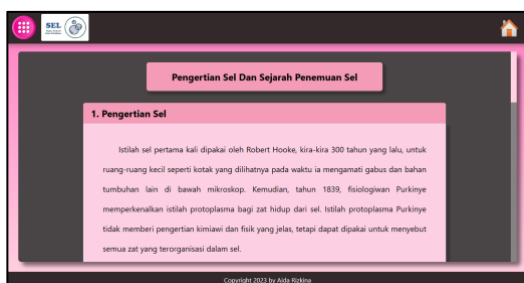 SEL
Pengertian Sel Dan Sejarah Penemuan Sel
1. Pengertian Sel
Istilah sel pertama kali dipakai oleh Robert Hooke, kira-kira 300 tahun yang lalu, untuk
ruang-ruang kecil seperti kotak yang dilihatnya pada waktu ia mengamati gabus dan bahan
tumbuhan lain di bawah mikroskop. Kemudian, tahun 1839, fisiologiwan Purkinye
memperkenalkan istilah protoplasma bagi zat hidup dari sel. Istilah protoplasma Purkinye
tidak memberi pengertian kimiawi dan fisik yang jelas, tetapi dapat dipakai untuk menyebut
semua zat yang terorganisasi dalam sel.
Copyright 2023 by Aida Rizkina